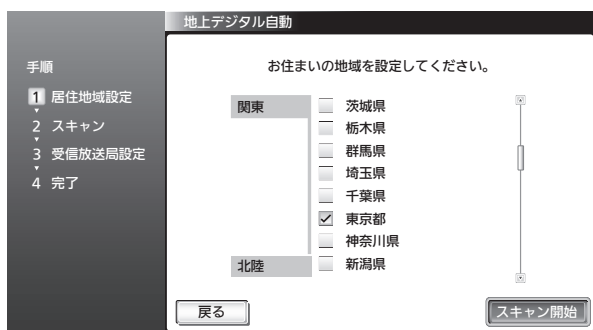 地上デジタル自動
手順
1 居住地域設定
2 スキャン
3 受信放送局設定
4 完了
お住まいの地域を設定してください。
関東
茨城県
栃木県
群馬県
埼玉県
千葉県
東京都
神奈川県
北陸
新潟県
戻る
スキャン開始